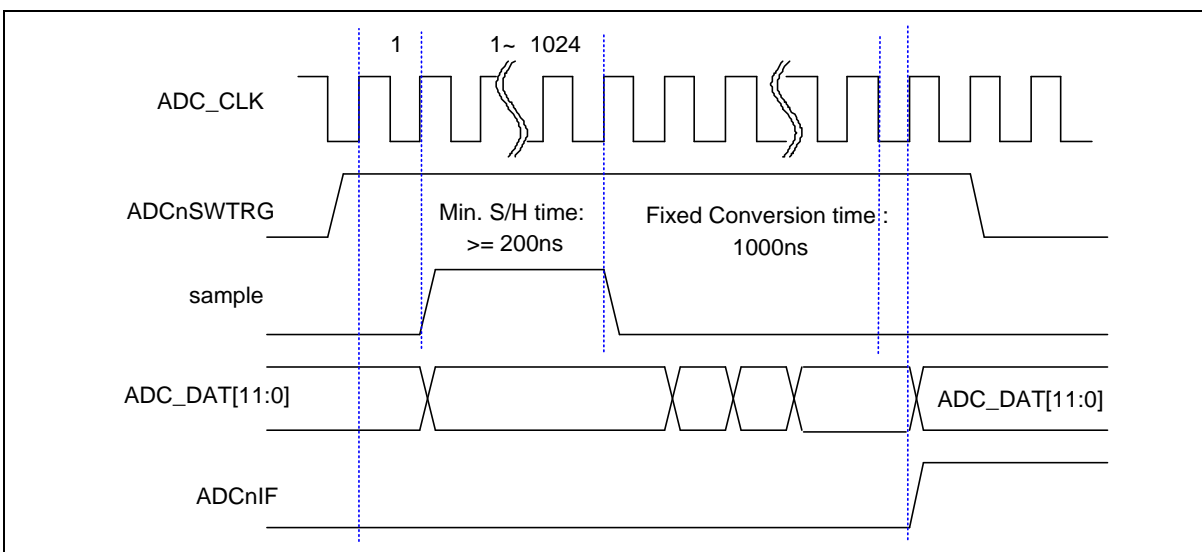 1
1~ 1024
ADC_CLK
ADCnSWTRG
Min. S/H time:
>= 200ns
Fixed Conversion time :
1000ns
sample
ADC_DAT[11:0]
ADC_DAT[11:0]
ADCnIF